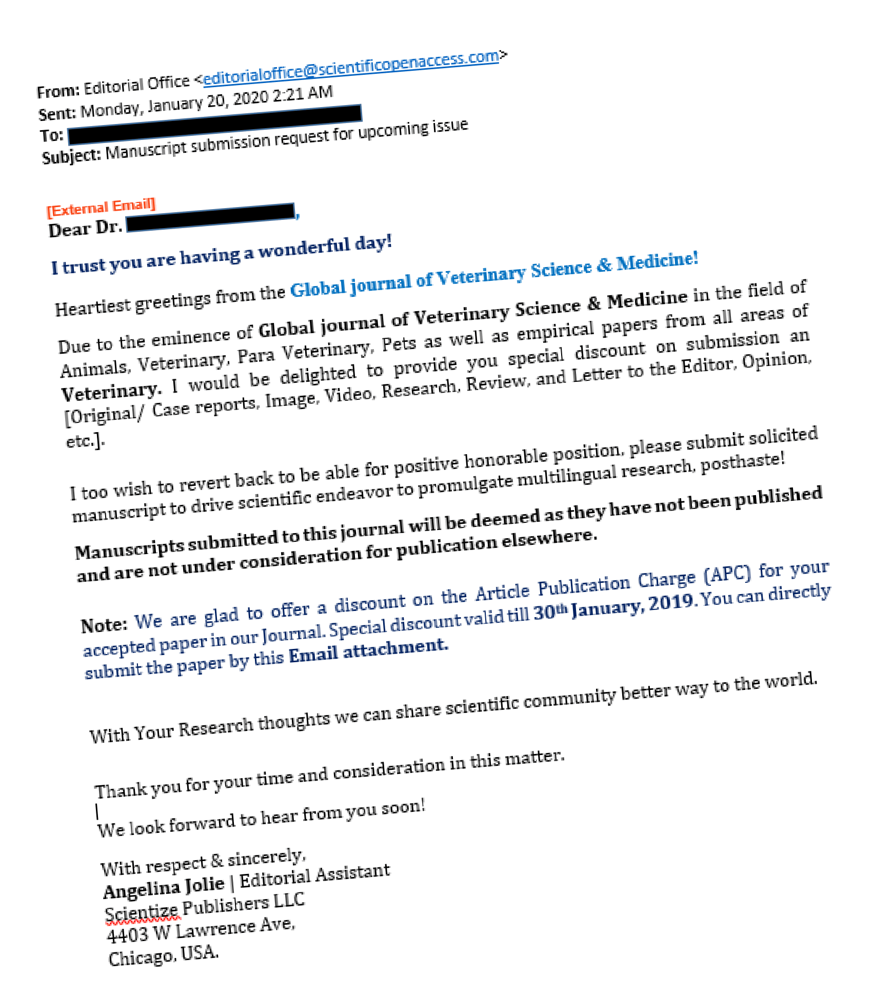 From: Editorial Office <editorialoffice@scientificopenaccess.com>
Sent: Monday, January 20, 2020 2:21 AM
To:
Subject: Manuscript submission request for upcoming issue
[External Email]
Dear Dr. ,
I trust you are having a wonderful day!
Heartiest greetings from the Global journal of Veterinary Science & Medicine!
Due to the eminence of Global journal of Veterinary Science & Medicine in the field of
Animals, Veterinary, Para Veterinary, Pets as well as empirical papers from all areas of
Veterinary. I would be delighted to provide you special discount on submission an
[Original/ Case reports, Image, Video, Research, Review, and Letter to the Editor, Opinion,
etc.].
I too wish to revert back to be able for positive honorable position, please submit solicited
manuscript to drive scientific endeavor to promulgate multilingual research, posthaste!
Manuscripts submitted to this journal will be deemed as they have not been published
and are not under consideration for publication elsewhere.
Note: We are glad to offer a discount on the Article Publication Charge (APC) for your
accepted paper in our Journal. Special discount valid till 30th January, 2019. You can directly
submit the paper by this Email attachment.
With Your Research thoughts we can share scientific community better way to the world.
Thank you for your time and consideration in this matter.
We look forward to hear from you soon!
With respect & sincerely,
Angelina Jolie | Editorial Assistant
Scientize Publishers LLC
4403 W Lawrence Ave,
Chicago, USA.